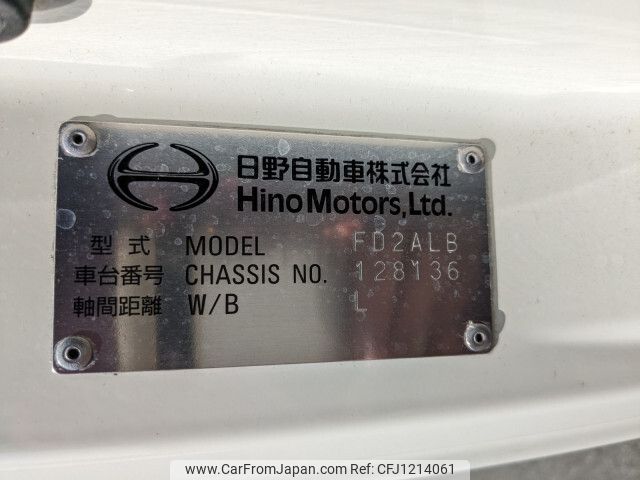 日野自動車株式会社
Hino Motors, Ltd.
型式 MODEL FD2ALB
車台番号 CHASSIS NO. 128136
軸間距離 W/B L
www.CarFromJapan.com | CFJ1214061